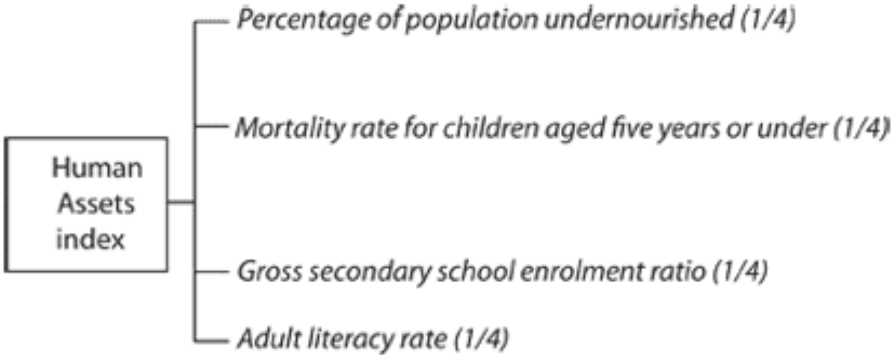 Percentage of population undernourished (1/4)
Mortality rate for children aged five years or under (1/4)
Human
Assets
index
Gross secondary school enrolment ratio (1/4)
Adult literacy rate (1/4)